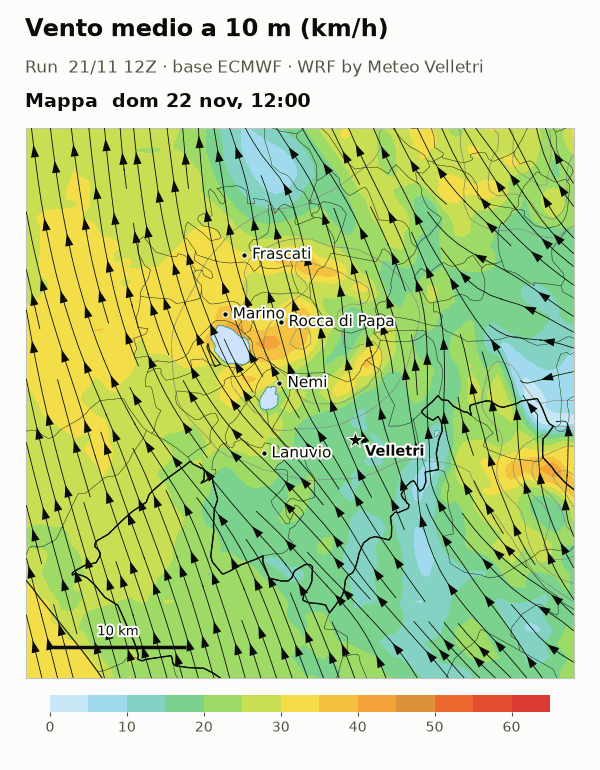 Vento medio a 10 m (km/h)
Run  21/11 12Z · base ECMWF · WRF by Meteo Velletri
Mappa  dom 22 nov, 12:00
Frascati
Marino
Rocca di Papa
Nemi
Velletri
Lanuvio
10 km
0 10 20 30 40 50 60